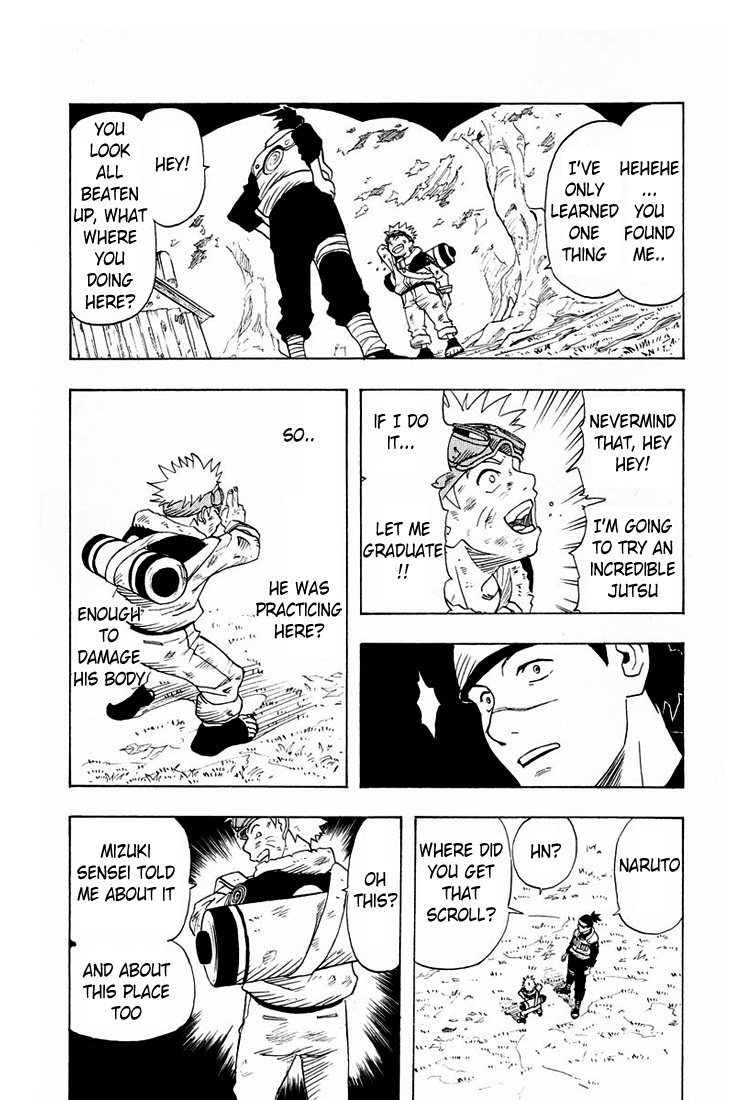 HEHEHE
...
YOU
FOUND
ME..
I'VE
ONLY
LEARNED
ONE
THING
HEY!
YOU
LOOK
ALL
BEATEN
UP, WHAT
WHERE
YOU
DOING
HERE?
NEVERMIND
THAT, HEY
HEY!
I'M GOING
TO TRY AN
INCREDIBLE
JUTSU
IF I DO
IT...
LET ME
GRADUATE
!!
SO..
HE WAS
PRACTICING
HERE?
ENOUGH
TO
DAMAGE
HIS BODY
NARUTO
HN?
WHERE DID
YOU GET
THAT
SCROLL?
OH
THIS?
MIZUKI
SENSEI TOLD
ME ABOUT IT
AND ABOUT
THIS PLACE
TOO